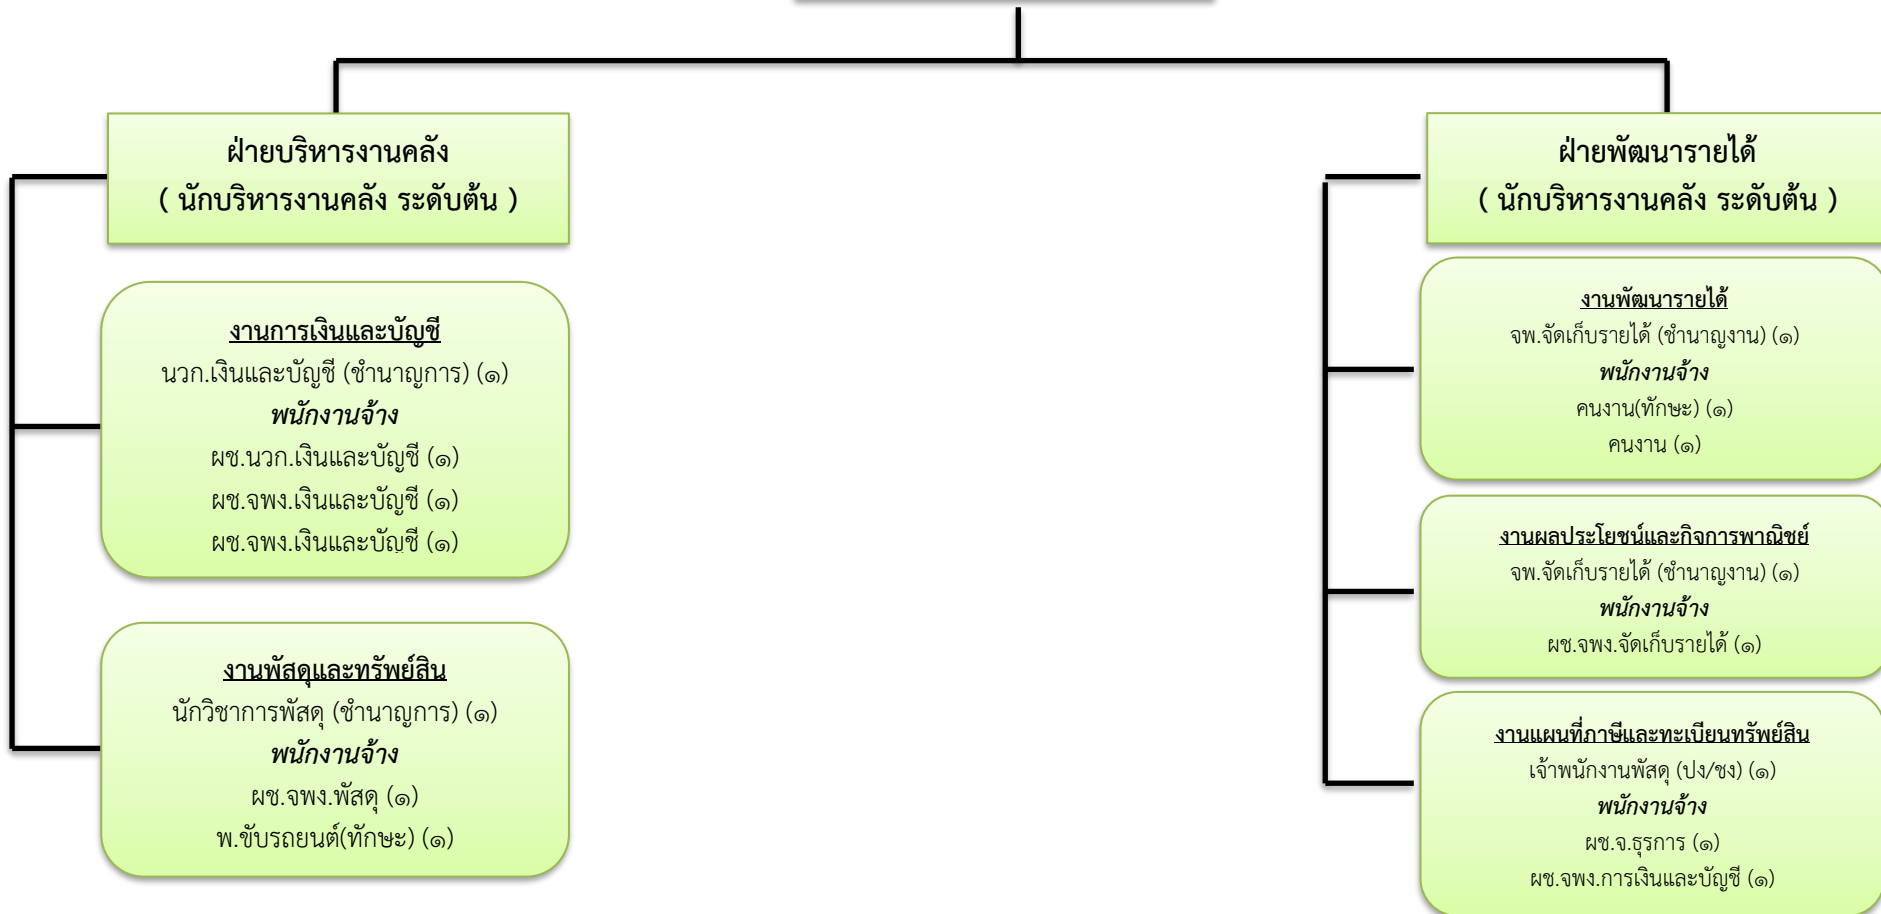 ฝ่ายบริหารงานคลัง
( นักบริหารงานคลัง ระดับต้น )
งานการเงินและบัญชี
นวก.เงินและบัญชี (ชำนาญการ) (๑)
พนักงานจ้าง
ผช.นวก.เงินและบัญชี (๑)
ผช.จพง.เงินและบัญชี (๑)
ผช.จพง.เงินและบัญชี (๑)
งานพัสดุและทรัพย์สิน
นักวิชาการพัสดุ (ชำนาญการ) (๑)
พนักงานจ้าง
ผช.จพง.พัสดุ (๑)
พ.ขับรถยนต์(ทักษะ) (๑)
ฝ่ายพัฒนารายได้
( นักบริหารงานคลัง ระดับต้น )
งานพัฒนารายได้
จพ.จัดเก็บรายได้ (ชำนาญงาน) (๑)
พนักงานจ้าง
คนงาน(ทักษะ) (๑)
คนงาน (๑)
งานผลประโยชน์และกิจการพาณิชย์
จพ.จัดเก็บรายได้ (ชำนาญงาน) (๑)
พนักงานจ้าง
ผช.จพง.จัดเก็บรายได้ (๑)
งานแผนที่ภาษีและทะเบียนทรัพย์สิน
เจ้าพนักงานพัสดุ (ปง/ชง) (๑)
พนักงานจ้าง
ผช.จ.ธุรการ (๑)
ผช.จพง.การเงินและบัญชี (๑)